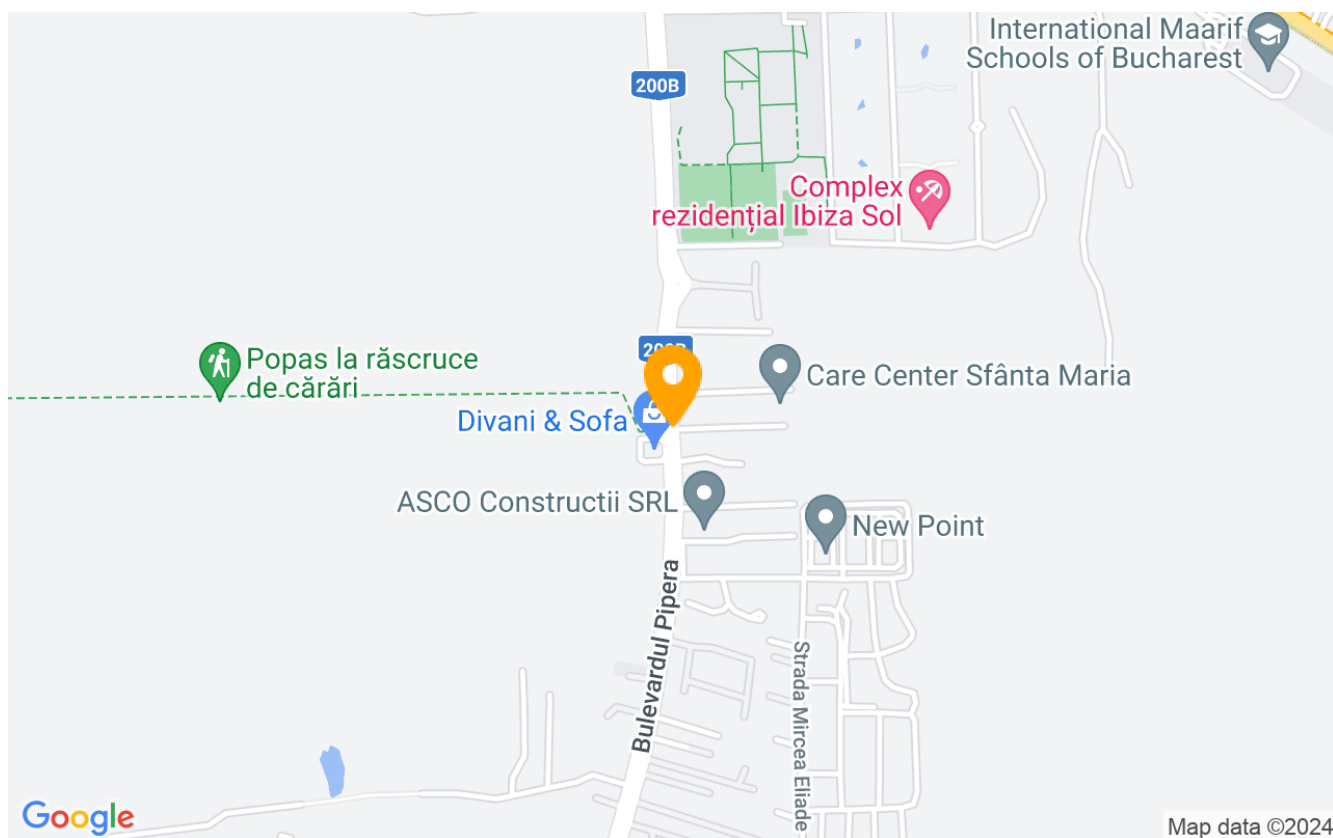 International Maarif
Schools of Bucharest
200B
Complex
rezidențial Ibiza Sol
Popas la răscruce
de cărări
Care Center Sfânta Maria
Divani & Sofa
ASCO Constructii SRL
New Point
Bulevardul Pipera
Strada Mircea Eliade
Google
Map data ©2024